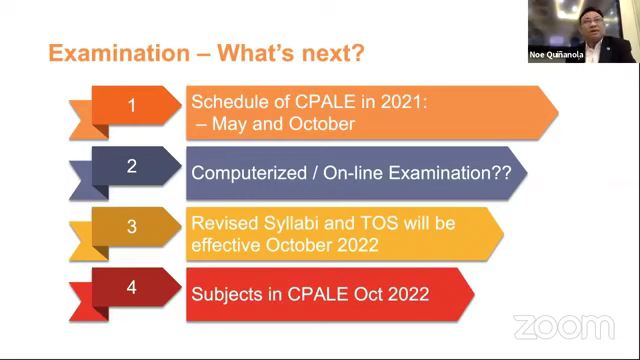 Noe Quiñanola
Examination – What's next?
1
Schedule of CPALE in 2021:
– May and October
2
Computerized / On-line Examination??
3
Revised Syllabi and TOS will be
effective October 2022
4
Subjects in CPALE Oct 2022
zoom